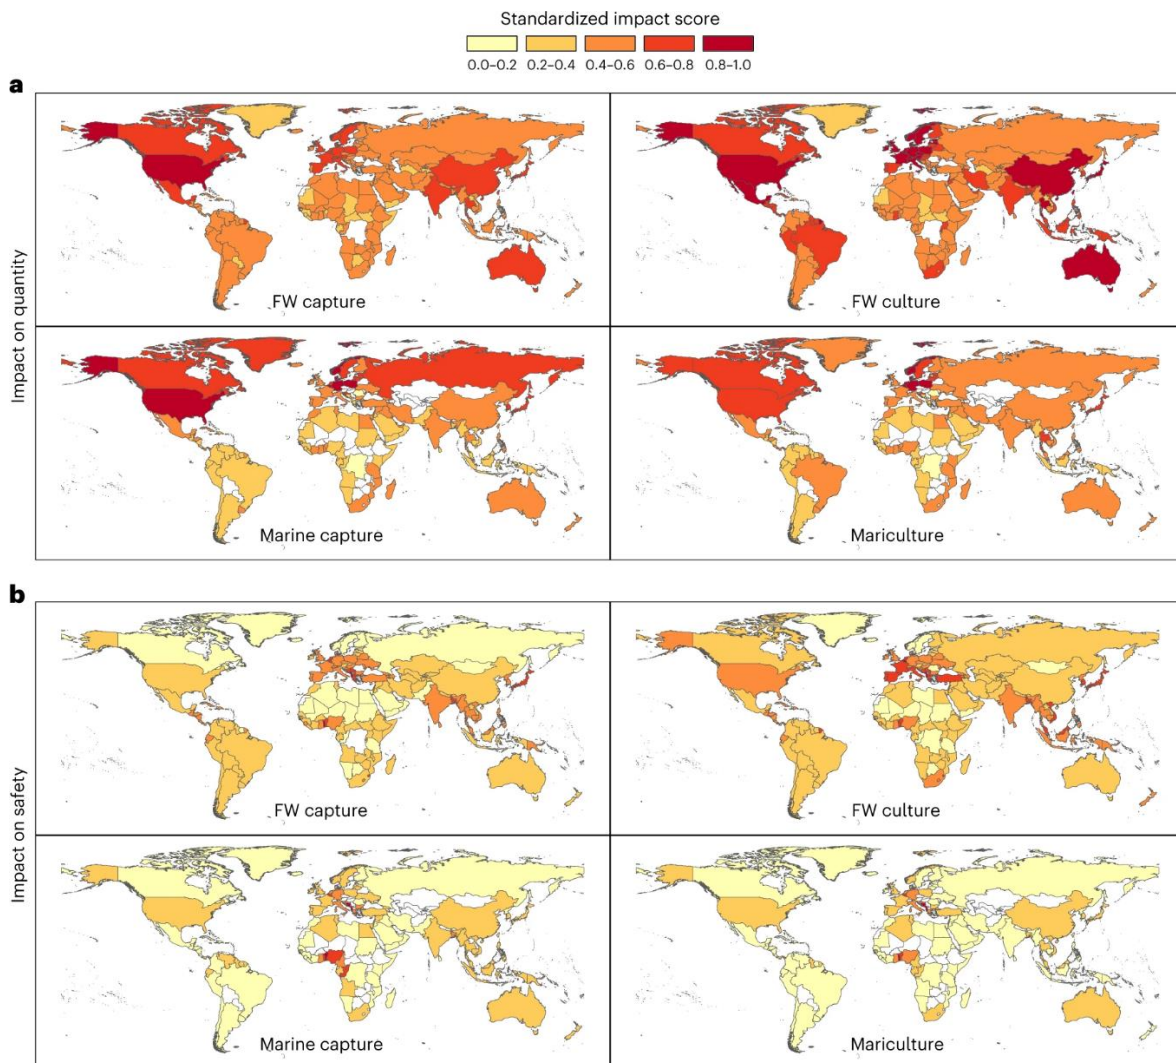 Standardized impact score
0.0–0.2 0.2–0.4 0.4–0.6 0.6–0.8 0.8–1.0
a
Impact on quantity
FW capture
FW culture
Marine capture
Mariculture
b
Impact on safety
FW capture
FW culture
Marine capture
Mariculture